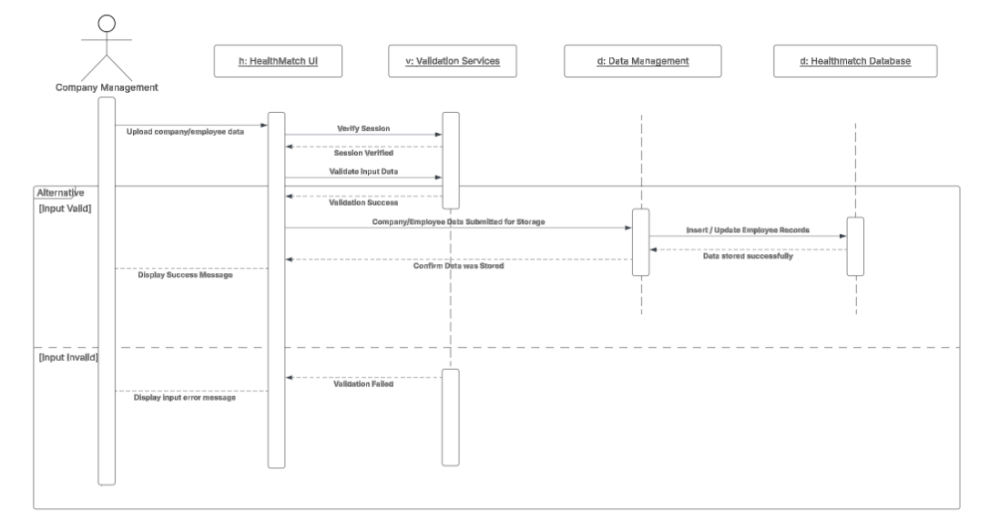 h: HealthMatch UI
v: Validation Services
d: Data Management
d: Healthmatch Database
Company Management
Upload company/employee data
Verify Session
Session Verified
Validate Input Data
Alternative
[Input Valid]
Validation Success
Company/Employee Data Submitted for Storage
Insert / Update Employee Records
Data stored successfully
Confirm Data was Stored
Display Success Message
[Input Invalid]
Validation Failed
Display input error message